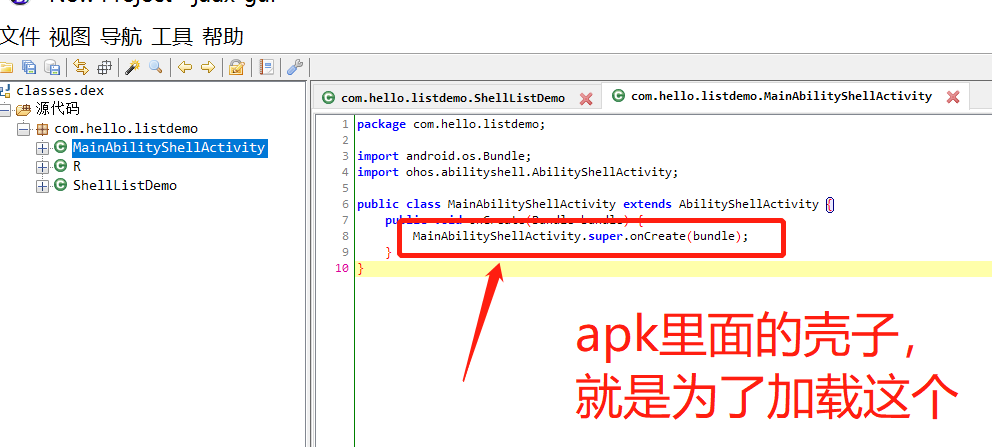 文件 视图 导航 工具 帮助
classes.dex
源代码
com.hello.listdemo
MainAbilityShellActivity
R
ShellListDemo
com.hello.listdemo.ShellListDemo
com.hello.listdemo.MainAbilityShellActivity
1 package com.hello.listdemo;
2
3 import android.os.Bundle;
4 import ohos.abilityshell.AbilityShellActivity;
5
6 public class MainAbilityShellActivity extends AbilityShellActivity {
7 public void onCreate(Bundle bundle) {
8 MainAbilityShellActivity.super.onCreate(bundle);
9 }
10 }
apk里面的壳子，
就是为了加载这个